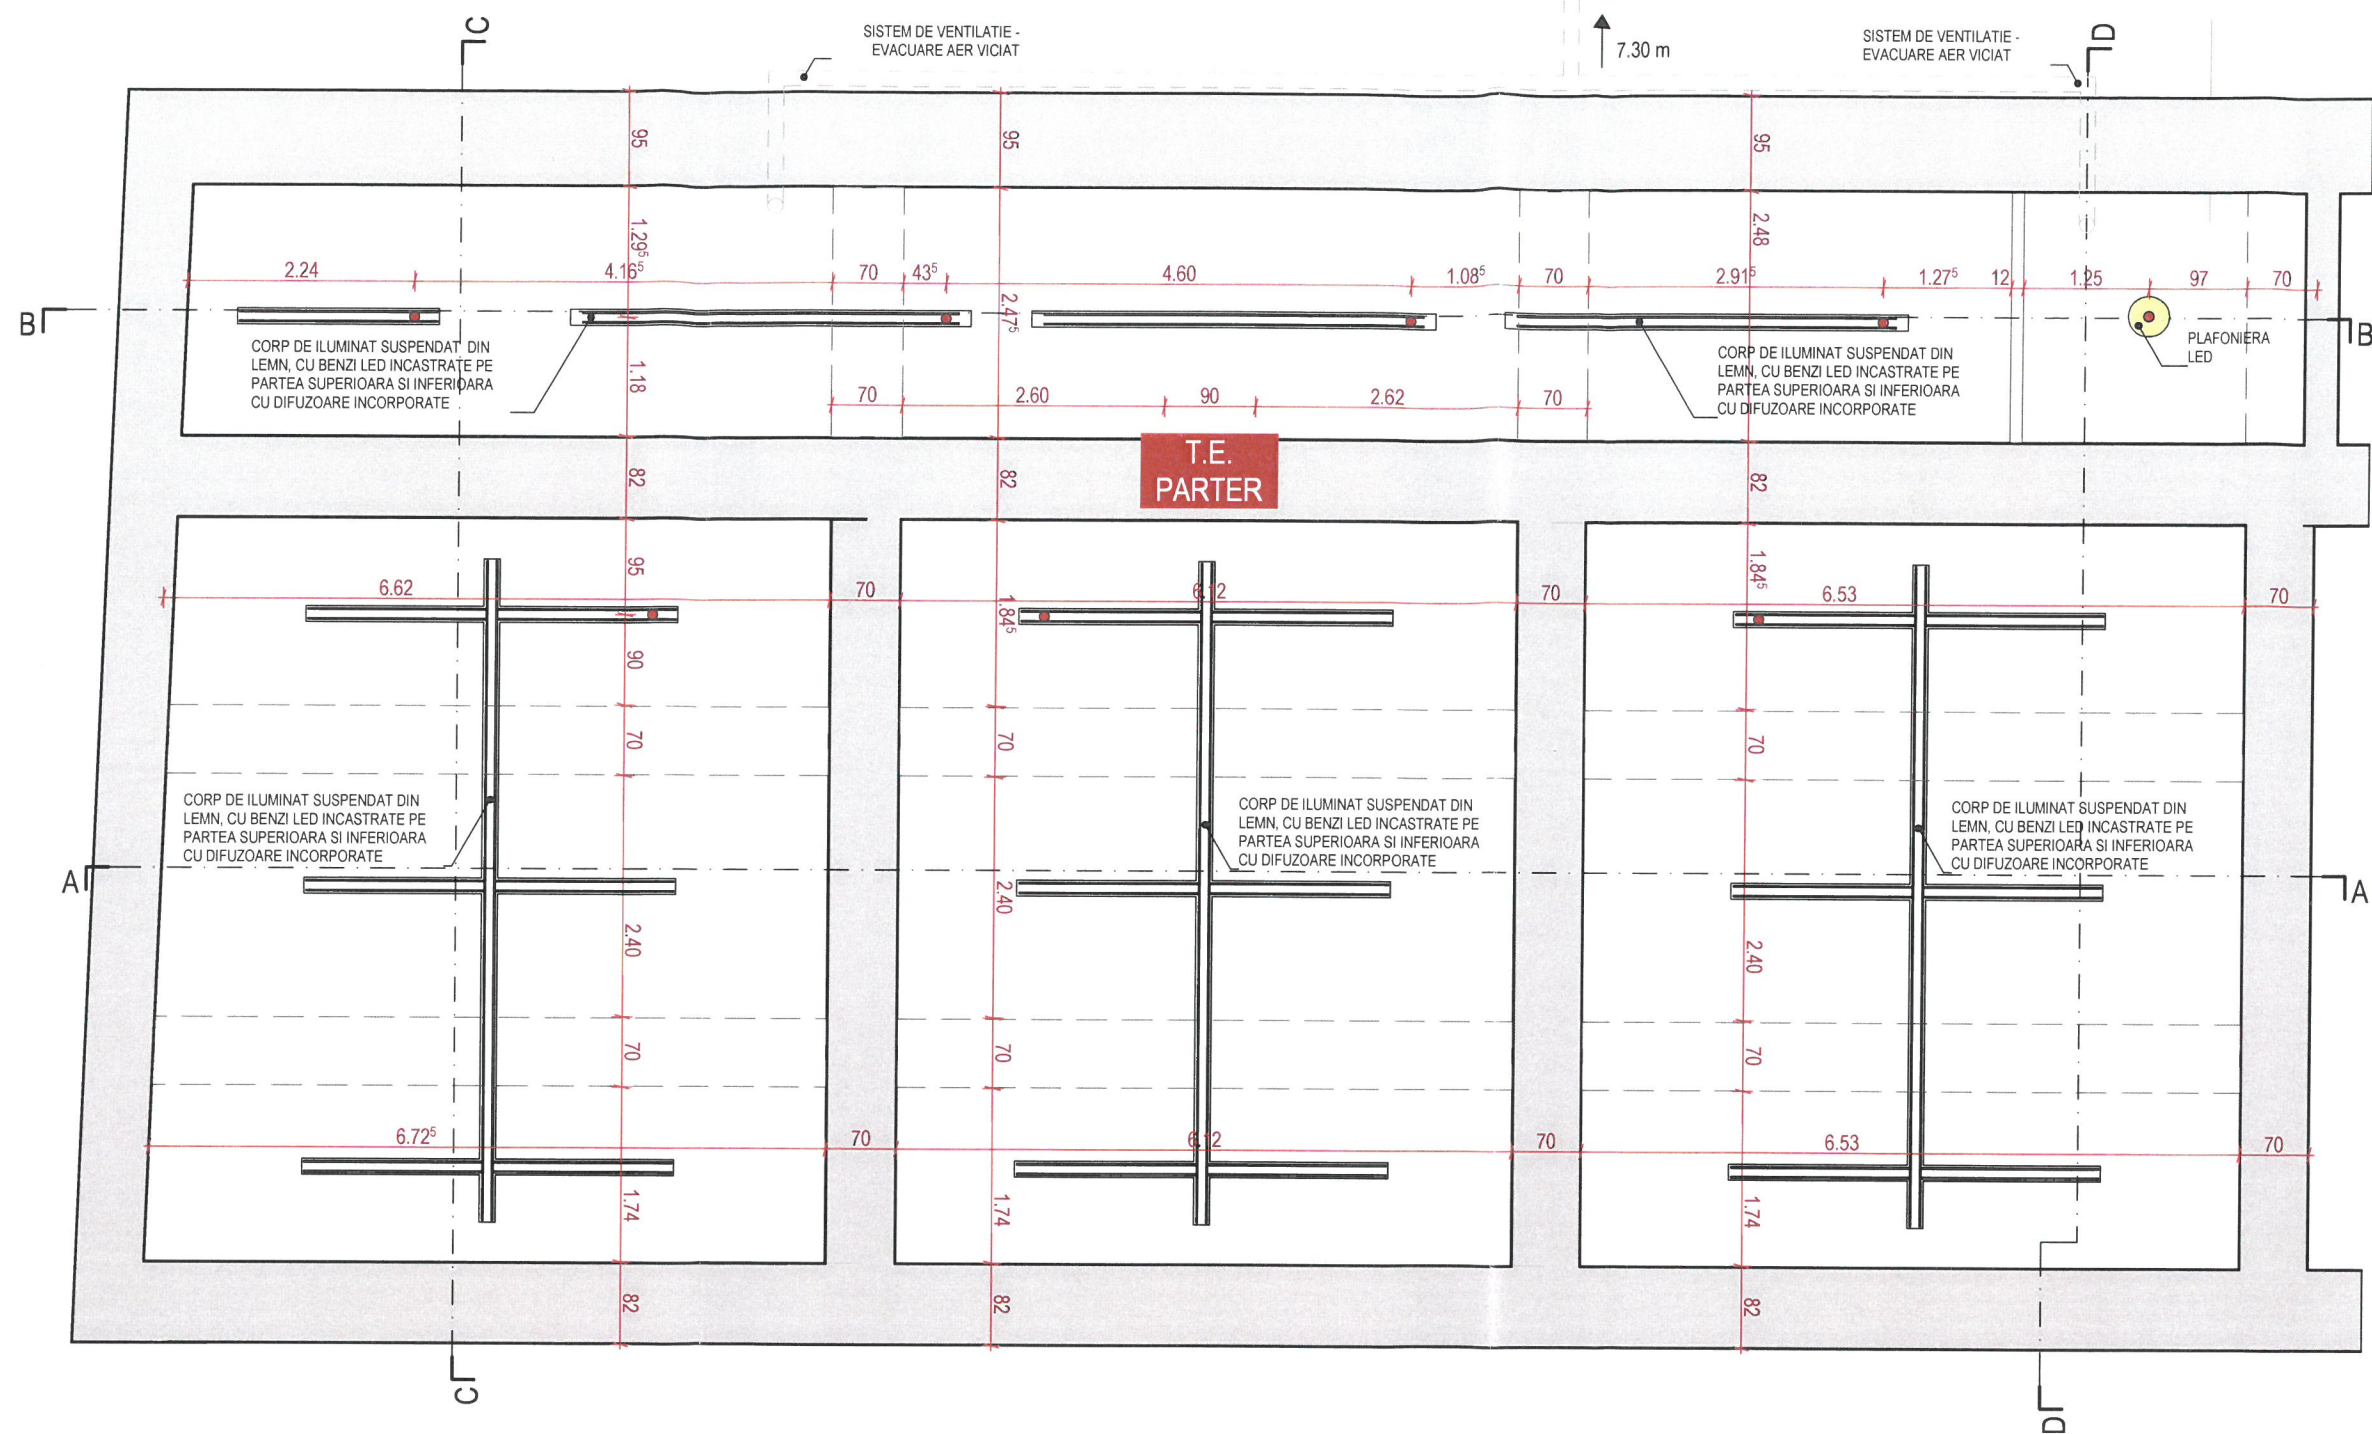 C
SISTEM DE VENTILATIE -
EVACUARE AER VICIAT
7.30 m
SISTEM DE VENTILATIE -
EVACUARE AER VICIAT
D
95
95
95
1.29⁵
2.48
2.24
4.16⁵
70
43⁵
4.60
1.08⁵
70
2.91⁵
1.27⁵
12
1.25
97
70
B
2.47⁵
B
PLAFONIERA
LED
CORP DE ILUMINAT SUSPENDAT DIN
LEMN, CU BENZI LED INCASTRATE PE
PARTEA SUPERIOARA SI INFERIOARA
CU DIFUZOARE INCORPORATE
1.18
CORP DE ILUMINAT SUSPENDAT DIN
LEMN, CU BENZI LED INCASTRATE PE
PARTEA SUPERIOARA SI INFERIOARA
CU DIFUZOARE INCORPORATE
70
2.60
90
2.62
70
T.E.
PARTER
82
82
82
95
1.84⁵
1.84⁵
6.62
70
6.12
70
6.53
70
90
70
70
70
CORP DE ILUMINAT SUSPENDAT DIN
LEMN, CU BENZI LED INCASTRATE PE
PARTEA SUPERIOARA SI INFERIOARA
CU DIFUZOARE INCORPORATE
CORP DE ILUMINAT SUSPENDAT DIN
LEMN, CU BENZI LED INCASTRATE PE
PARTEA SUPERIOARA SI INFERIOARA
CU DIFUZOARE INCORPORATE
CORP DE ILUMINAT SUSPENDAT DIN
LEMN, CU BENZI LED INCASTRATE PE
PARTEA SUPERIOARA SI INFERIOARA
CU DIFUZOARE INCORPORATE
A
A
2.40
2.40
2.40
70
70
70
6.72⁵
70
6.12
70
6.53
70
1.74
1.74
1.74
82
82
82
C
D